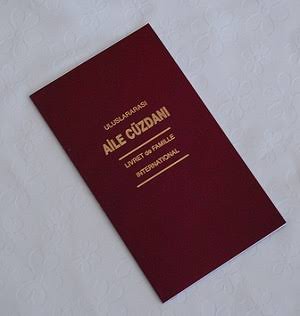 ULUSLARARASI
AİLE CÜZDANI
LIVRET de FAMILLE
INTERNATIONAL